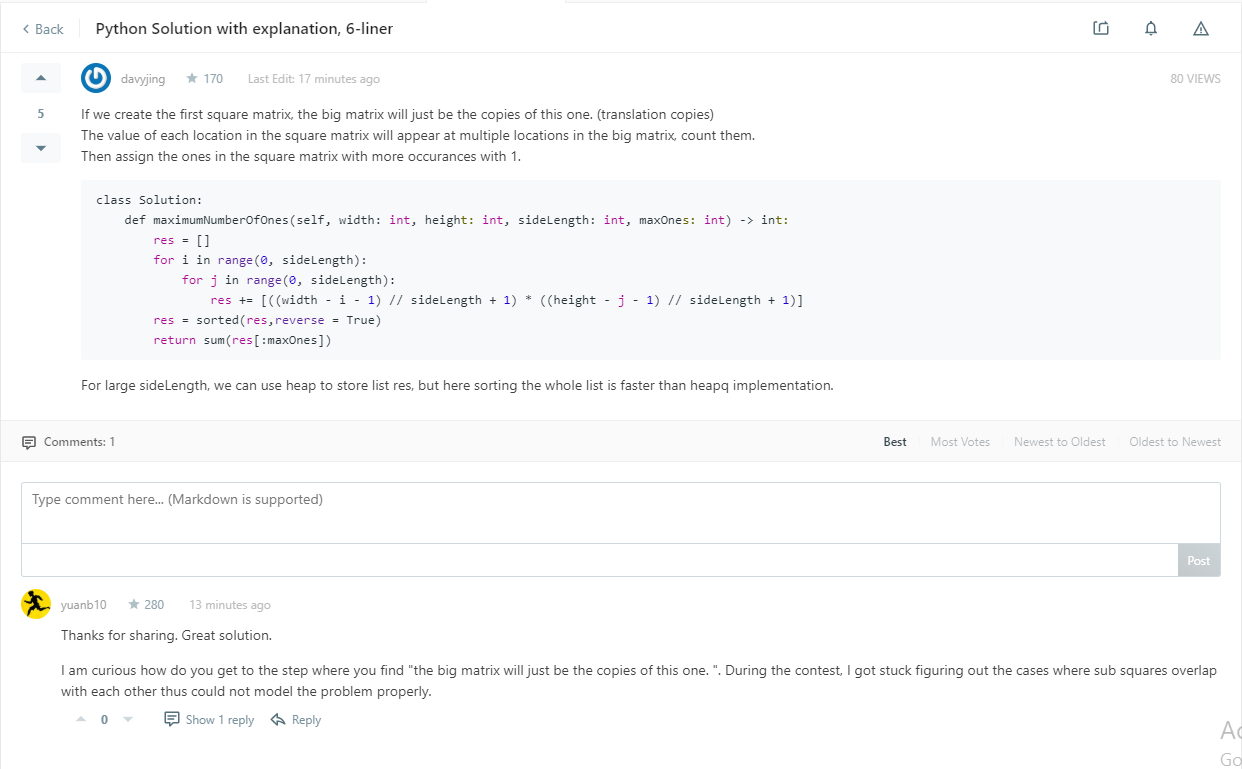 Back
Python Solution with explanation, 6-liner
davyjing
170
Last Edit: 17 minutes ago
80 VIEWS
5
If we create the first square matrix, the big matrix will just be the copies of this one. (translation copies)
The value of each location in the square matrix will appear at multiple locations in the big matrix, count them.
Then assign the ones in the square matrix with more occurances with 1.
class Solution:
    def maximumNumberOfOnes(self, width: int, height: int, sideLength: int, maxOnes: int) -> int:
        res = []
        for i in range(0, sideLength):
            for j in range(0, sideLength):
                res += [((width - i - 1) // sideLength + 1) * ((height - j - 1) // sideLength + 1)]
        res = sorted(res,reverse = True)
        return sum(res[:maxOnes])
For large sideLength, we can use heap to store list res, but here sorting the whole list is faster than heapq implementation.
Comments: 1
Best
Most Votes
Newest to Oldest
Oldest to Newest
Type comment here... (Markdown is supported)
Post
yuanb10
280
13 minutes ago
Thanks for sharing. Great solution.
I am curious how do you get to the step where you find "the big matrix will just be the copies of this one. ". During the contest, I got stuck figuring out the cases where sub squares overlap
with each other thus could not model the problem properly.
0
Show 1 reply
Reply